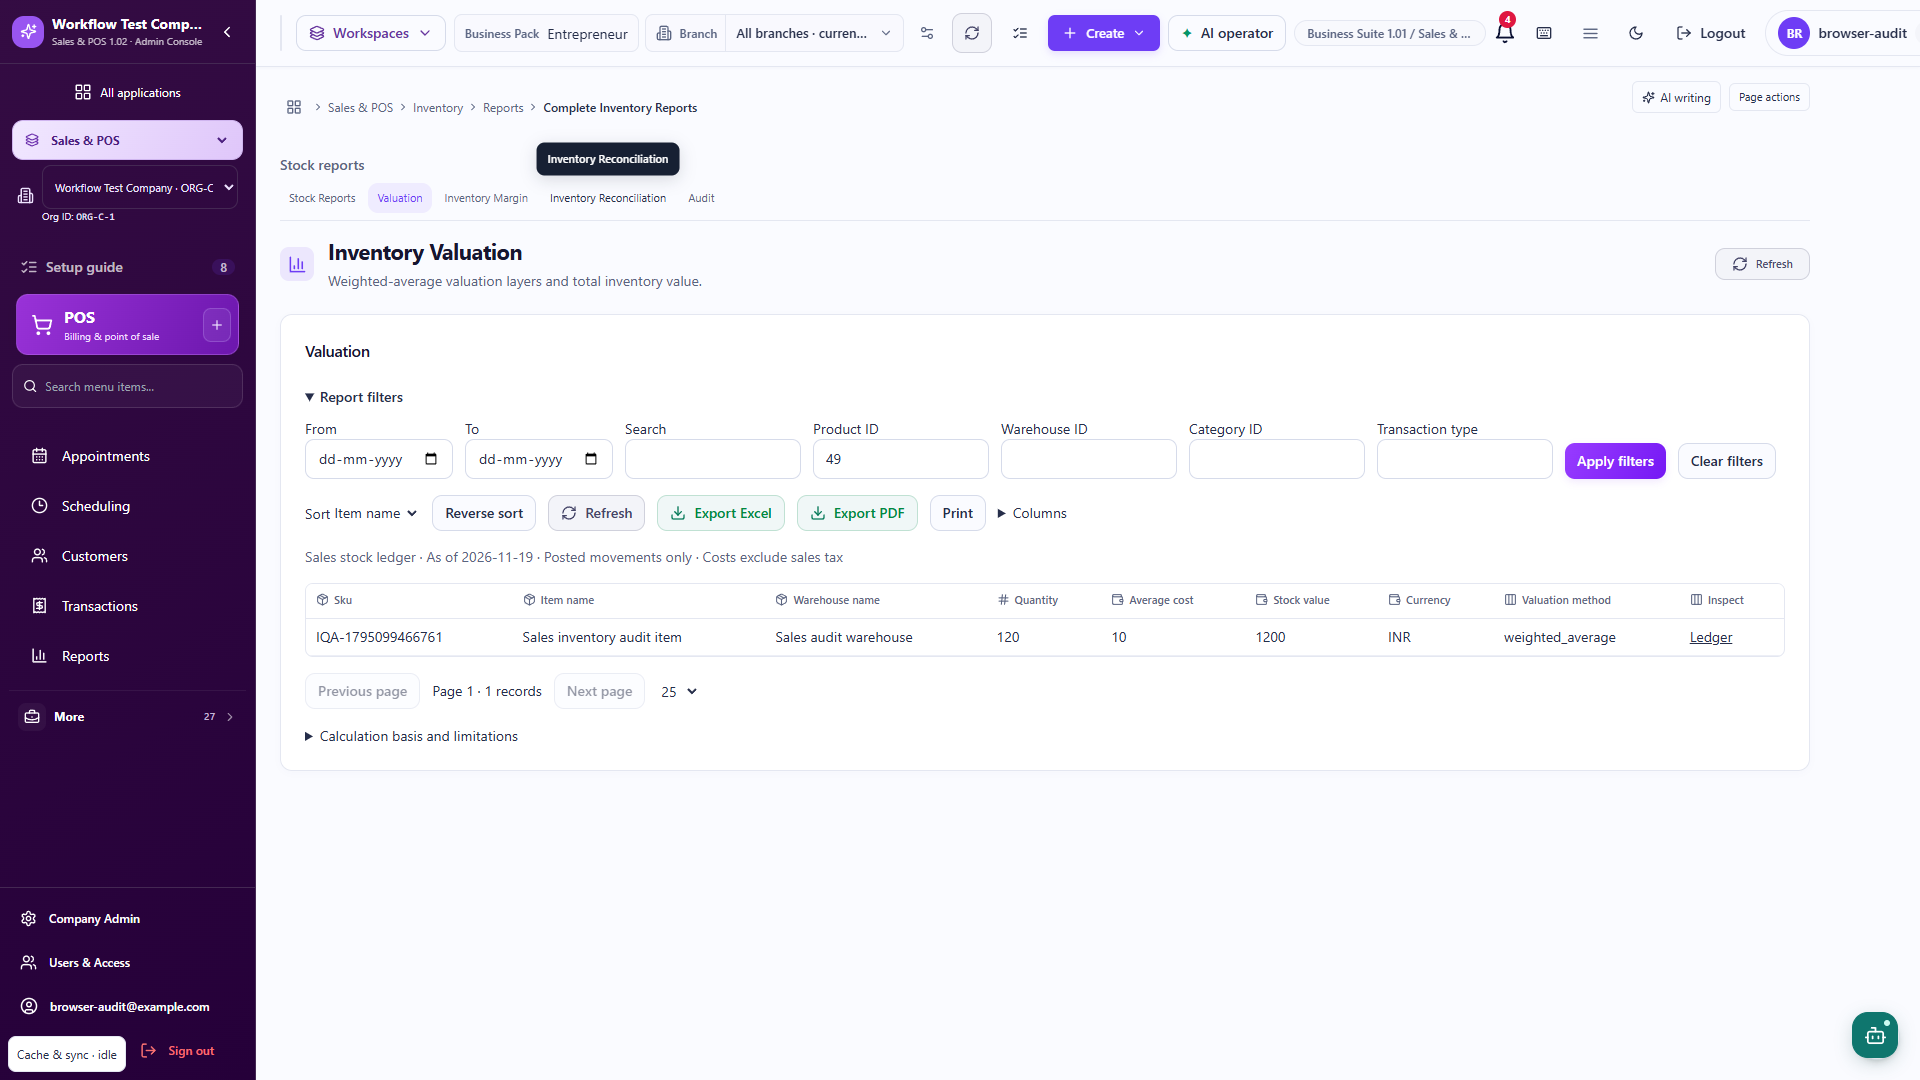 Workflow Test Comp...
Sales & POS 1.02 · Admin Console
All applications
Sales & POS
Workflow Test Company · ORG-C
Org ID: ORG-C-1
Setup guide 8
POS
Billing & point of sale
Search menu items...
Appointments
Scheduling
Customers
Transactions
Reports
More 27
Company Admin
Users & Access
browser-audit@example.com
Cache & sync · idle
Sign out
Workspaces
Business Pack Entrepreneur
Branch All branches · curren...
Create
AI operator
Business Suite 1.01 / Sales & ...
4
Logout
BR browser-audit
Sales & POS > Inventory > Reports > Complete Inventory Reports
AI writing
Page actions
Inventory Reconciliation
Stock reports
Stock Reports Valuation Inventory Margin Inventory Reconciliation Audit
Inventory Valuation
Weighted-average valuation layers and total inventory value.
Refresh
Valuation
Report filters
From To Search Product ID Warehouse ID Category ID Transaction type
dd-mm-yyyy dd-mm-yyyy 49 Apply filters Clear filters
Sort Item name Reverse sort Refresh Export Excel Export PDF Print Columns
Sales stock ledger · As of 2026-11-19 · Posted movements only · Costs exclude sales tax
Sku Item name Warehouse name Quantity Average cost Stock value Currency Valuation method Inspect
IQA-1795099466761 Sales inventory audit item Sales audit warehouse 120 10 1200 INR weighted_average Ledger
Previous page Page 1 · 1 records Next page 25
Calculation basis and limitations